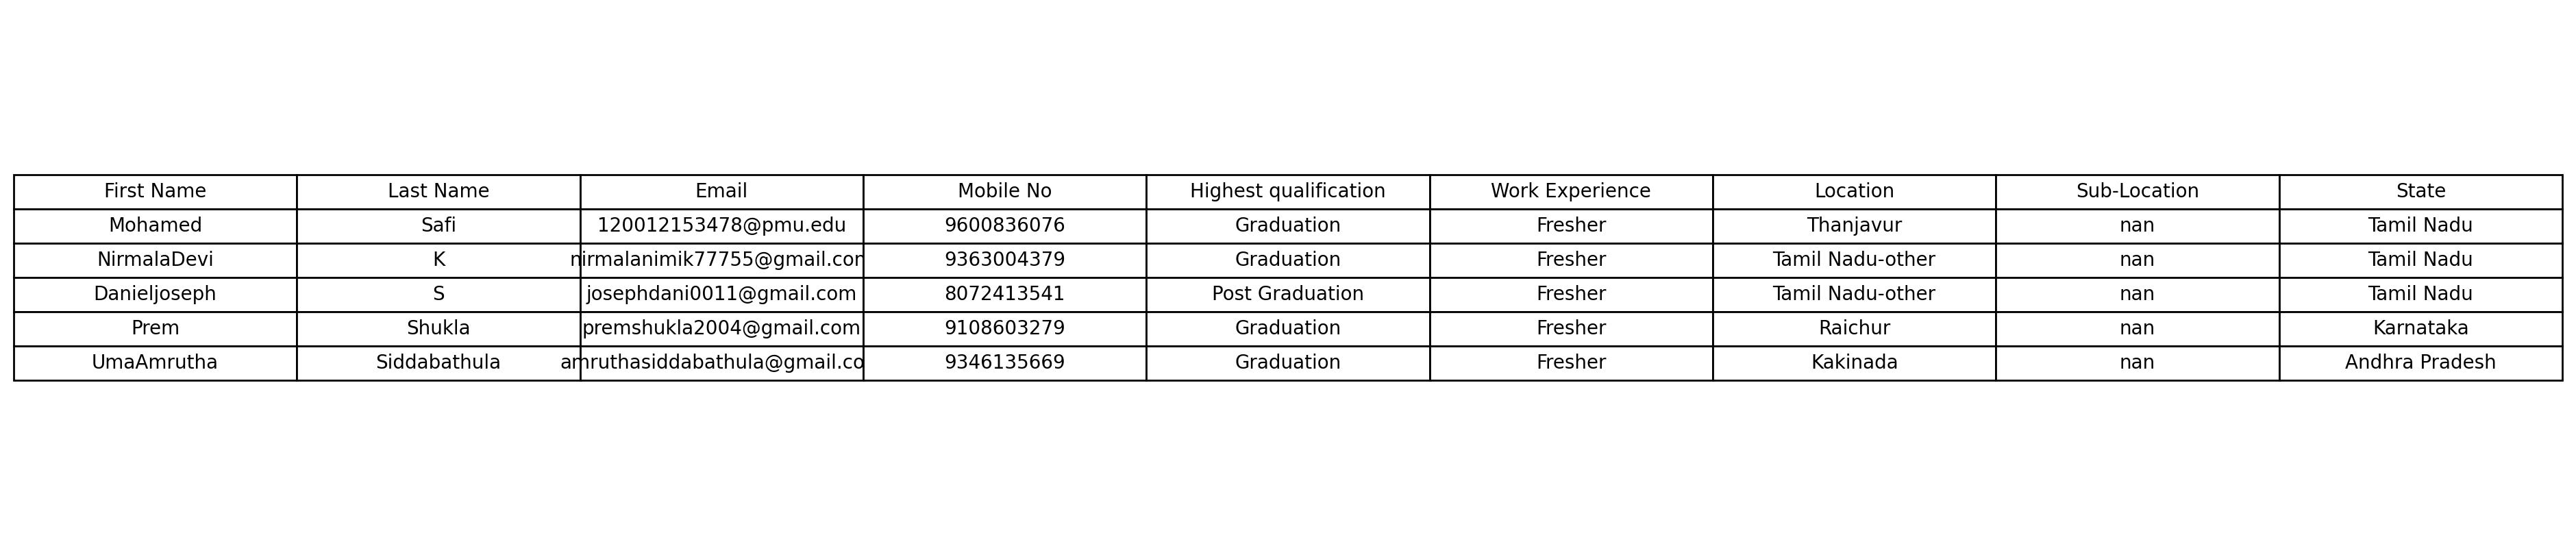 First Name Last Name Email Mobile No Highest qualification Work Experience Location Sub-Location State
Mohamed Safi 120012153478@pmu.edu 9600836076 Graduation Fresher Thanjavur nan Tamil Nadu
NirmalaDevi K nirmalanimik77755@gmail.con 9363004379 Graduation Fresher Tamil Nadu-other nan Tamil Nadu
Danieljoseph S josephdani0011@gmail.com 8072413541 Post Graduation Fresher Tamil Nadu-other nan Tamil Nadu
Prem Shukla premshukla2004@gmail.com 9108603279 Graduation Fresher Raichur nan Karnataka
UmaAmrutha Siddabathula amruthasiddabathula@gmail.co 9346135669 Graduation Fresher Kakinada nan Andhra Pradesh